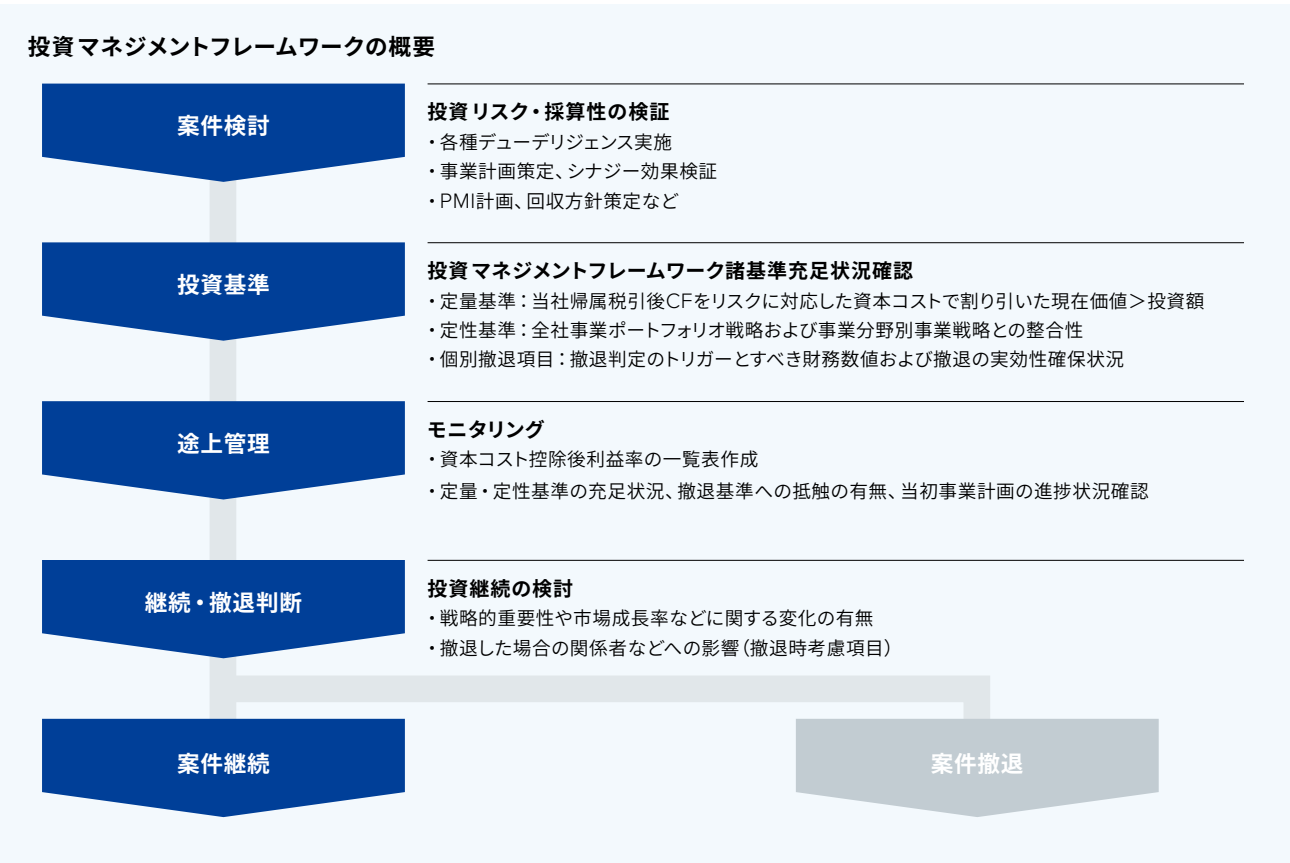 投資マネジメントフレームワークの概要
案件検討
投資リスク・採算性の検証
・各種デューデリジェンス実施
・事業計画策定、シナジー効果検証
・PMI計画、回収方針策定など
投資基準
投資マネジメントフレームワーク諸基準充足状況確認
・定量基準：当社帰属税引後CFをリスクに対応した資本コストで割り引いた現在価値＞投資額
・定性基準：全社事業ポートフォリオ戦略および事業分野別事業戦略との整合性
・個別撤退項目：撤退判定のトリガーとすべき財務数値および撤退の実効性確保状況
途上管理
モニタリング
・資本コスト控除後利益率の一覧表作成
・定量・定性基準の充足状況、撤退基準への抵触の有無、当初事業計画の進捗状況確認
継続・撤退判断
投資継続の検討
・戦略的重要性や市場成長率などに関する変化の有無
・撤退した場合の関係者などへの影響（撤退時考慮項目）
案件継続
案件撤退